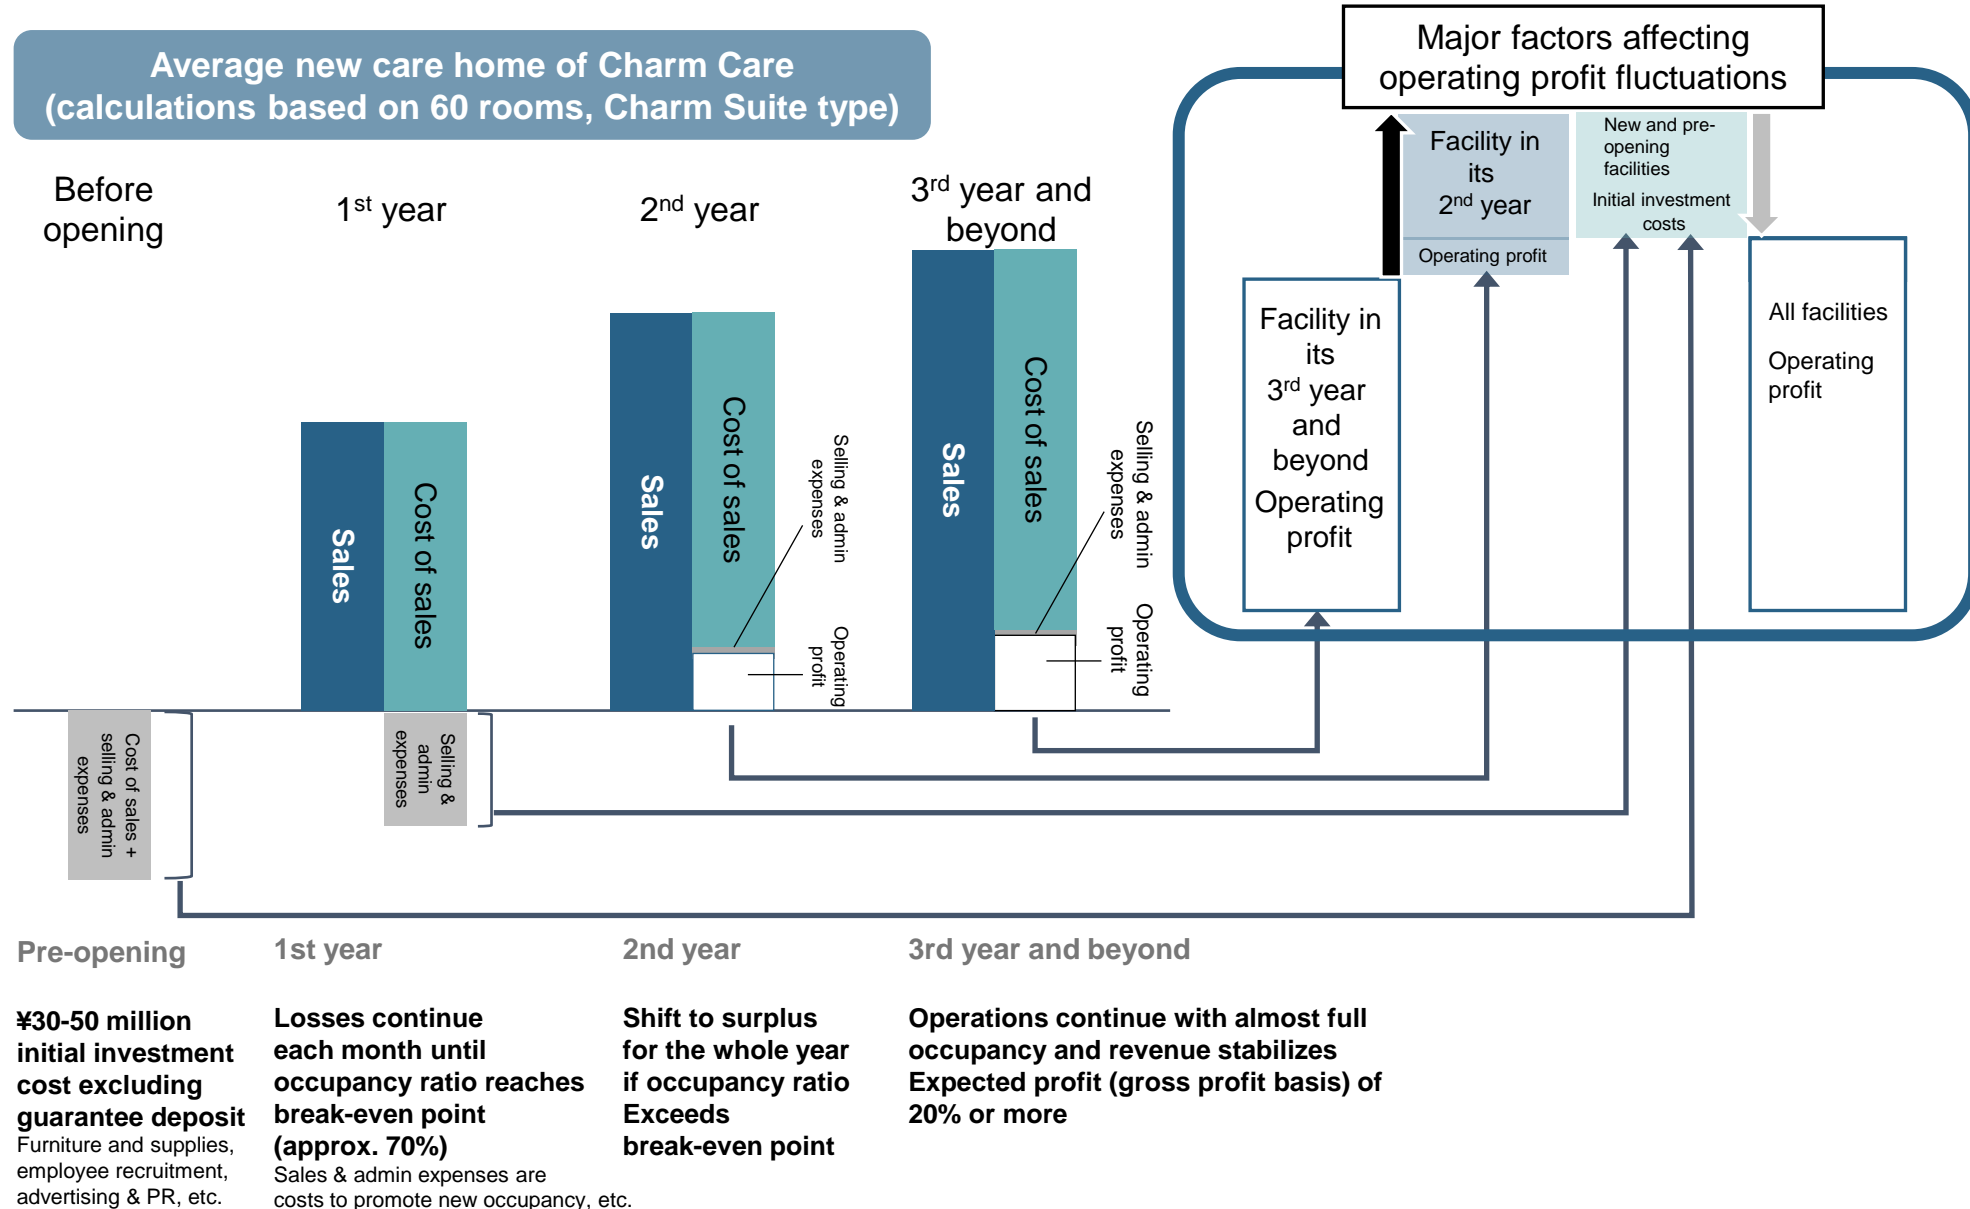 Average new care home of Charm Care
(calculations based on 60 rooms, Charm Suite type)
Before
opening
1st year
2nd year
3rd year and
beyond
Sales
Cost of sales
Sales
Cost of sales
Selling & admin
expenses
Operating
profit
Sales
Cost of sales
Selling & admin
expenses
Operating
profit
Cost of sales +
selling & admin
expenses
Selling &
admin
expenses
Major factors affecting
operating profit fluctuations
Facility in
its
2nd year
Operating profit
New and pre-
opening
facilities
Initial investment
costs
Facility in
its
3rd year
and
beyond
Operating
profit
All facilities
Operating
profit
Pre-opening
¥30-50 million
initial investment
cost excluding
guarantee deposit
Furniture and supplies,
employee recruitment,
advertising & PR, etc.
1st year
Losses continue
each month until
occupancy ratio reaches
break-even point
(approx. 70%)
Sales & admin expenses are
costs to promote new occupancy, etc.
2nd year
Shift to surplus
for the whole year
if occupancy ratio
Exceeds
break-even point
3rd year and beyond
Operations continue with almost full
occupancy and revenue stabilizes
Expected profit (gross profit basis) of
20% or more